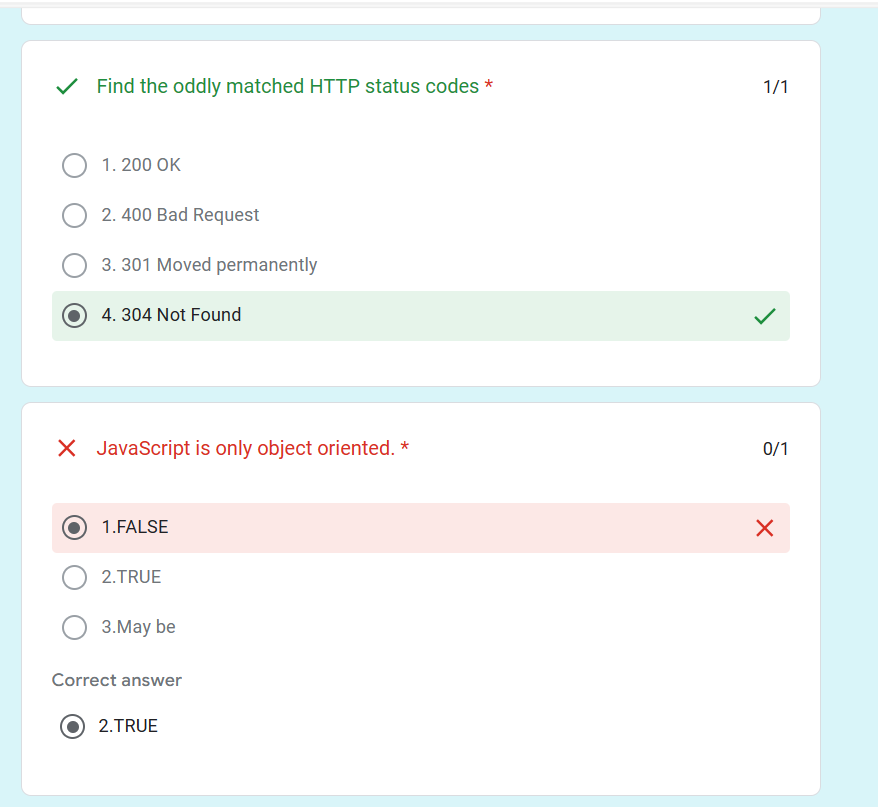 Find the oddly matched HTTP status codes *
1/1
1. 200 OK
2. 400 Bad Request
3. 301 Moved permanently
4. 304 Not Found
JavaScript is only object oriented. *
0/1
1.FALSE
2.TRUE
3.May be
Correct answer
2.TRUE